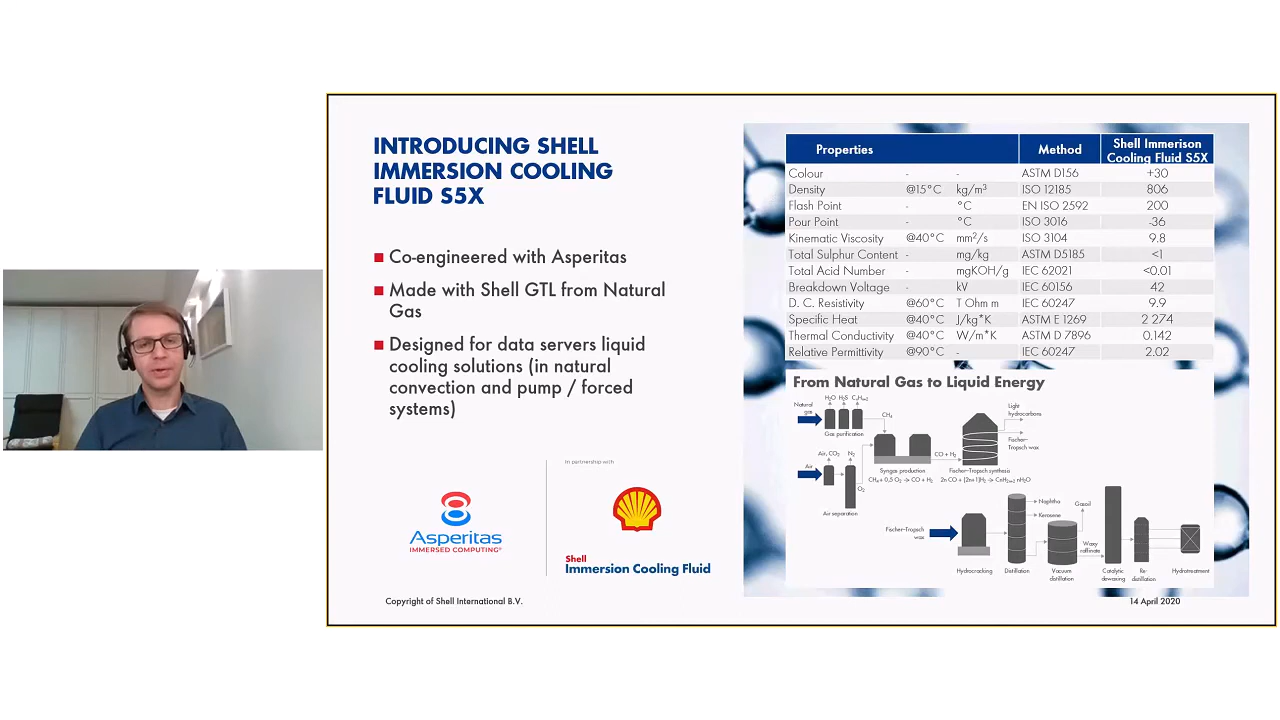 INTRODUCING SHELL
IMMERSION COOLING
FLUID S5X
Co-engineered with Asperitas
Made with Shell GTL from Natural
Gas
Designed for data servers liquid
cooling solutions (in natural
convection and pump / forced
systems)
In partnership with
Asperitas
IMMERSED COMPUTING®
Shell
Immersion Cooling Fluid
Copyright of Shell International B.V.
Properties Method Shell Immerison
Cooling Fluid S5X
Colour - - ASTM D156 +30
Density @15°C kg/m³ ISO 12185 806
Flash Point - °C EN ISO 2592 200
Pour Point - °C ISO 3016 -36
Kinematic Viscosity @40°C mm²/s ISO 3104 9.8
Total Sulphur Content - mg/kg ASTM D5185 <1
Total Acid Number - mgKOH/g IEC 62021 <0.01
Breakdown Voltage - kV IEC 60156 42
D. C. Resistivity @60°C T Ohm m IEC 60247 9.9
Specific Heat @40°C J/kg*K ASTM E 1269 2 274
Thermal Conductivity @40°C W/m*K ASTM D 7896 0.142
Relative Permittivity @90°C - IEC 60247 2.02
From Natural Gas to Liquid Energy
Natural
gas
H₂O H₂S
CH₄
Gas purification
Light
hydrocarbons
Fischer–
Tropsch wax
Air, CO₂ N₂
Air
O₂
Air separation
CO + H₂
Syngas production
CH₄ + 0,5 O₂ -> CO + H₂
Fischer–Tropsch synthesis
Fischer–Tropsch
wax
Naphtha
Kerosene
Gasoil
Waxy
raffinate
Hydrocracking
Distillation
Vacuum
distillation
Catalytic
dewaxing
Re-
distillation
Hydrotreatment
14 April 2020